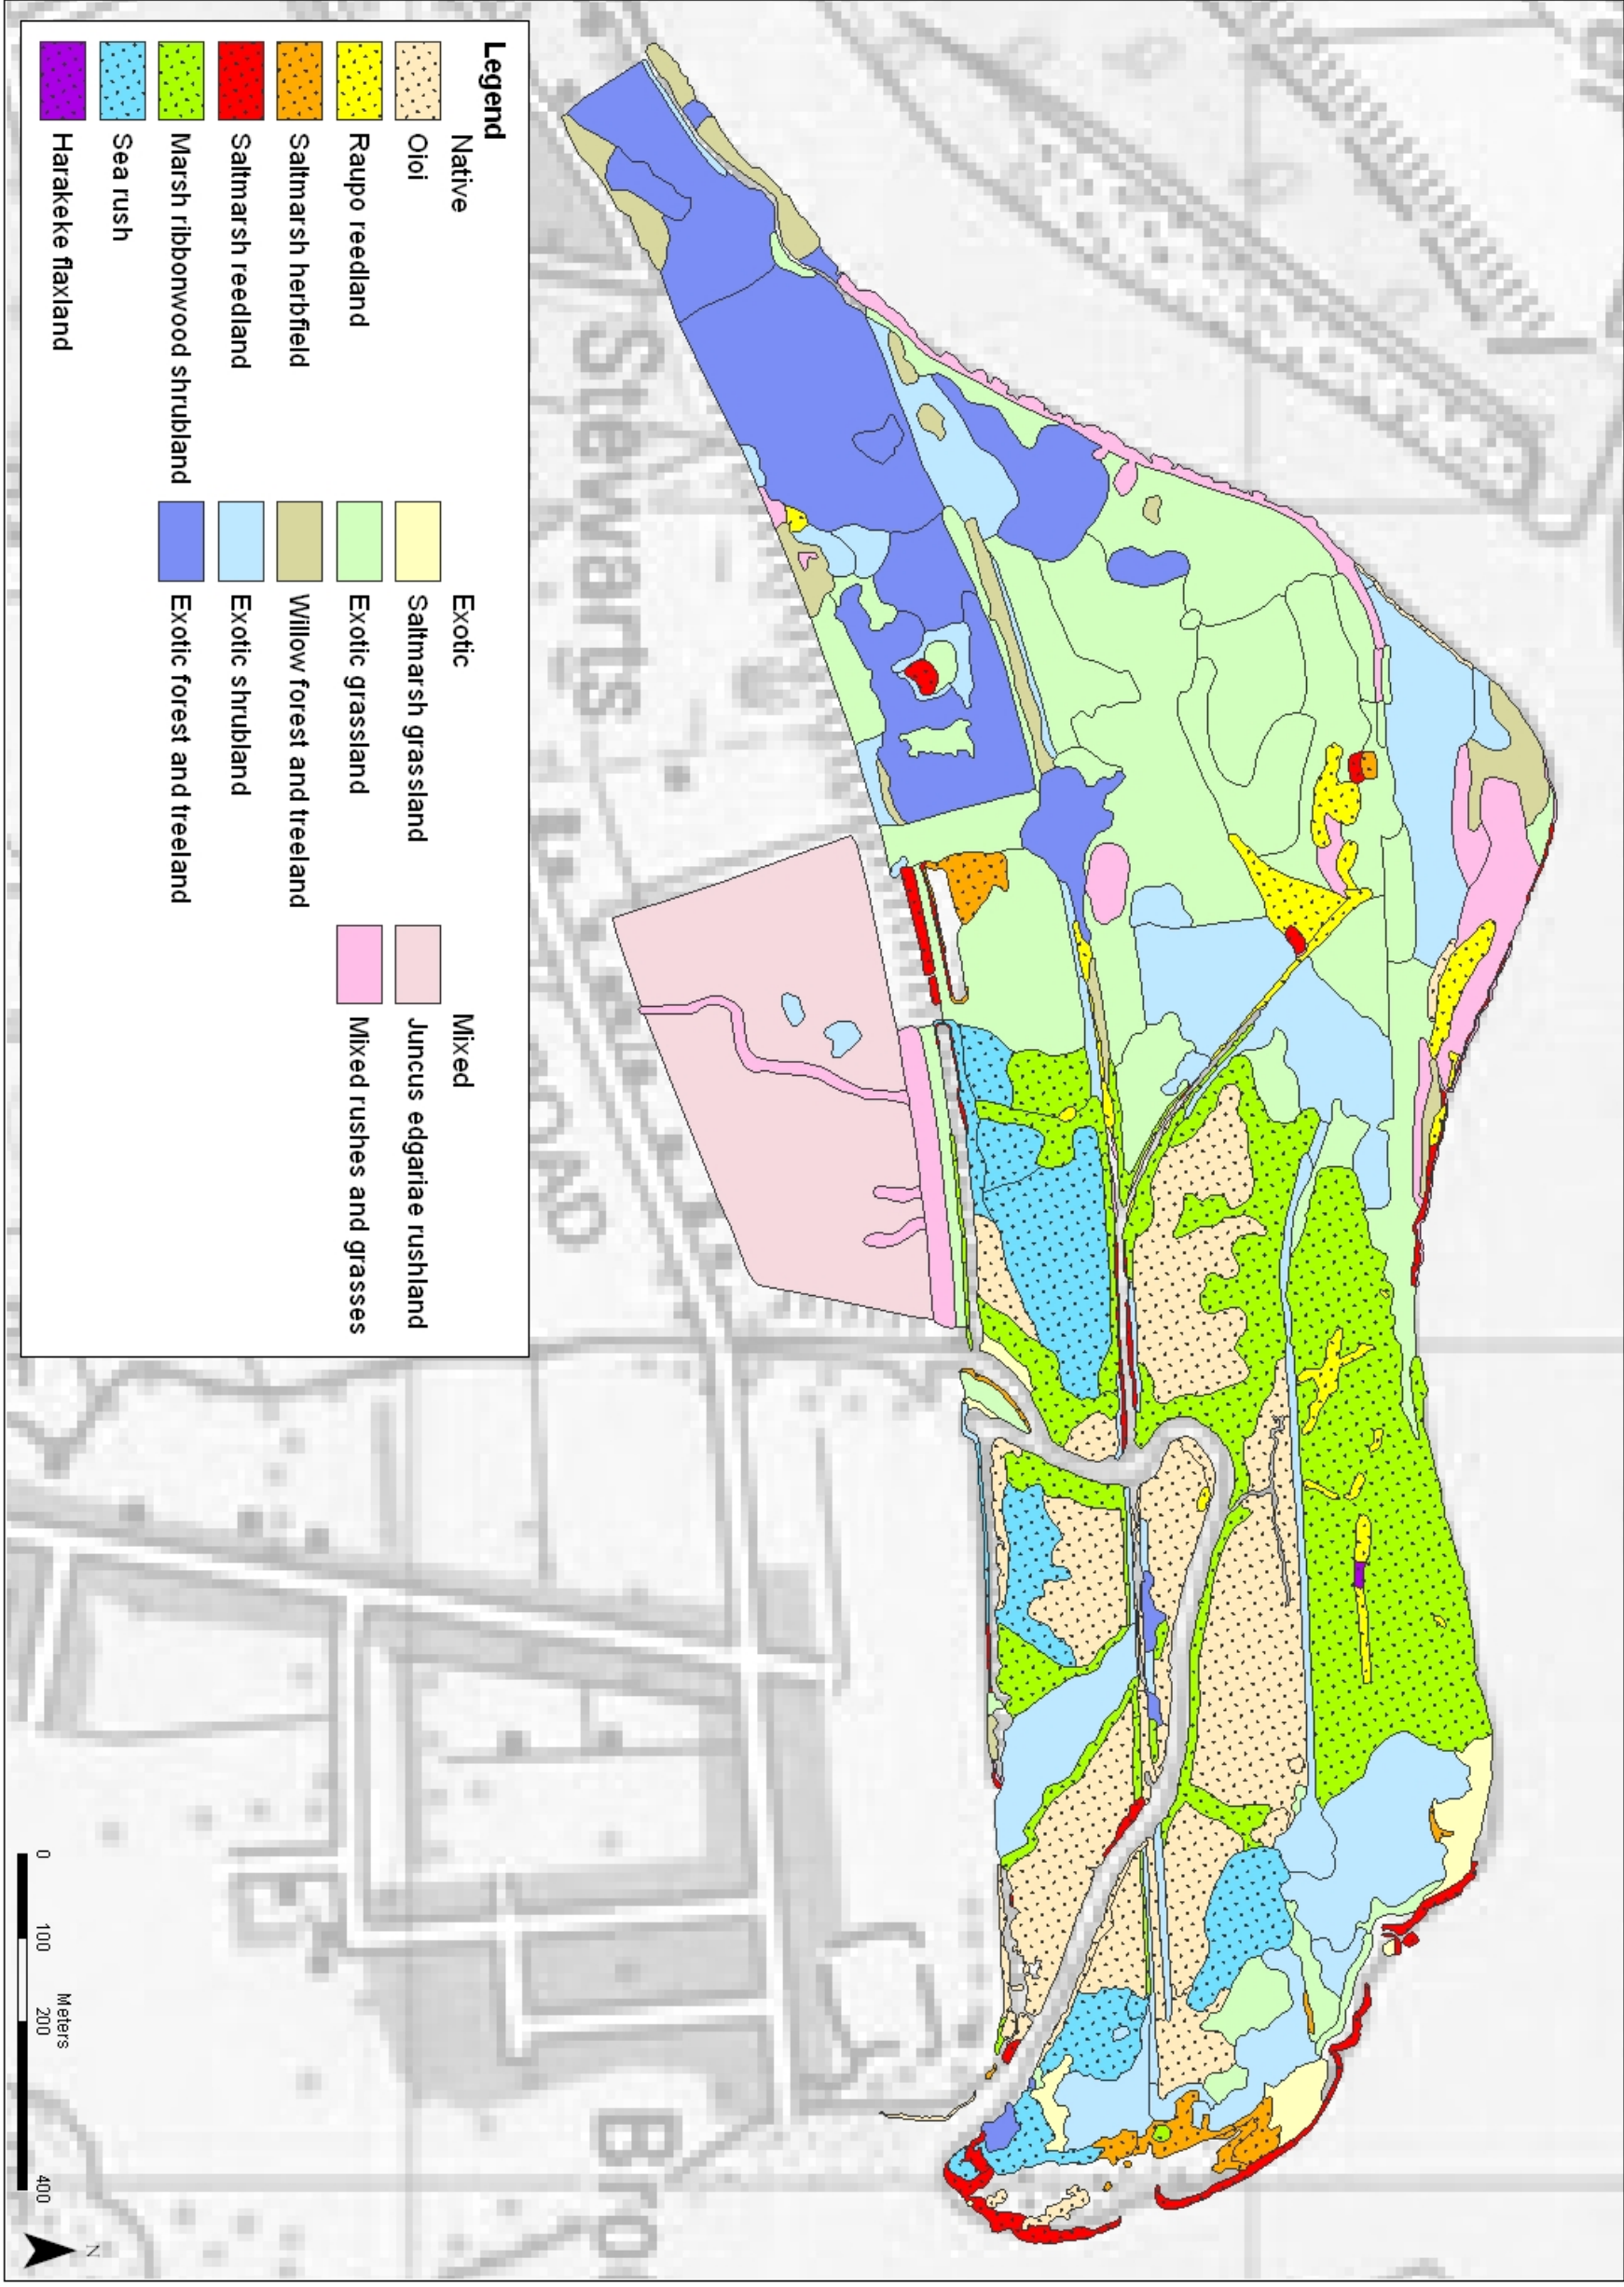 Legend
Native
Oioi
Raupo reedland
Saltmarsh herbfield
Saltmarsh reedland
Marsh ribbonwood shrubland
Sea rush
Harakeke flaxland
Exotic
Saltmarsh grassland
Exotic grassland
Willow forest and treeland
Exotic shrubland
Exotic forest and treeland
Mixed
Juncus edgariae rushland
Mixed rushes and grasses
Stewarts
OAD
Bro
0 100 200 400
Meters
N